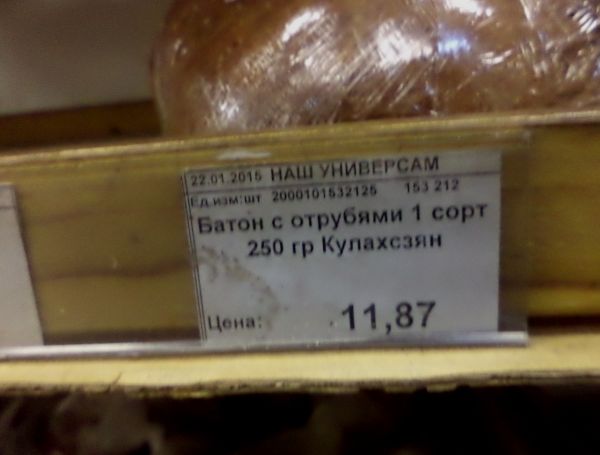 22.01.2015 НАШ УНИВЕРСАМ
Ед.изм:шт 2000101532125 153 212
Батон с отрубями 1 сорт
250 гр Кулахсзян
Цена: 11,87